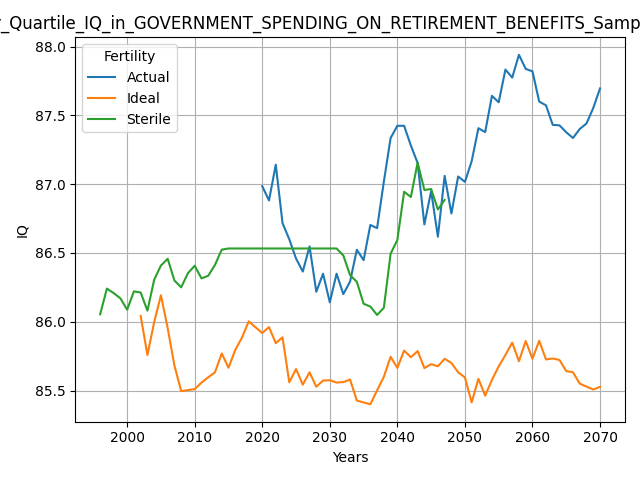 _Quartile_IQ_in_GOVERNMENT_SPENDING_ON_RETIREMENT_BENEFITS_Samp
Fertility
Actual
Ideal
Sterile
88.0
87.5
87.0
86.5
86.0
85.5
IQ
2000 2010 2020 2030 2040 2050 2060 2070
Years